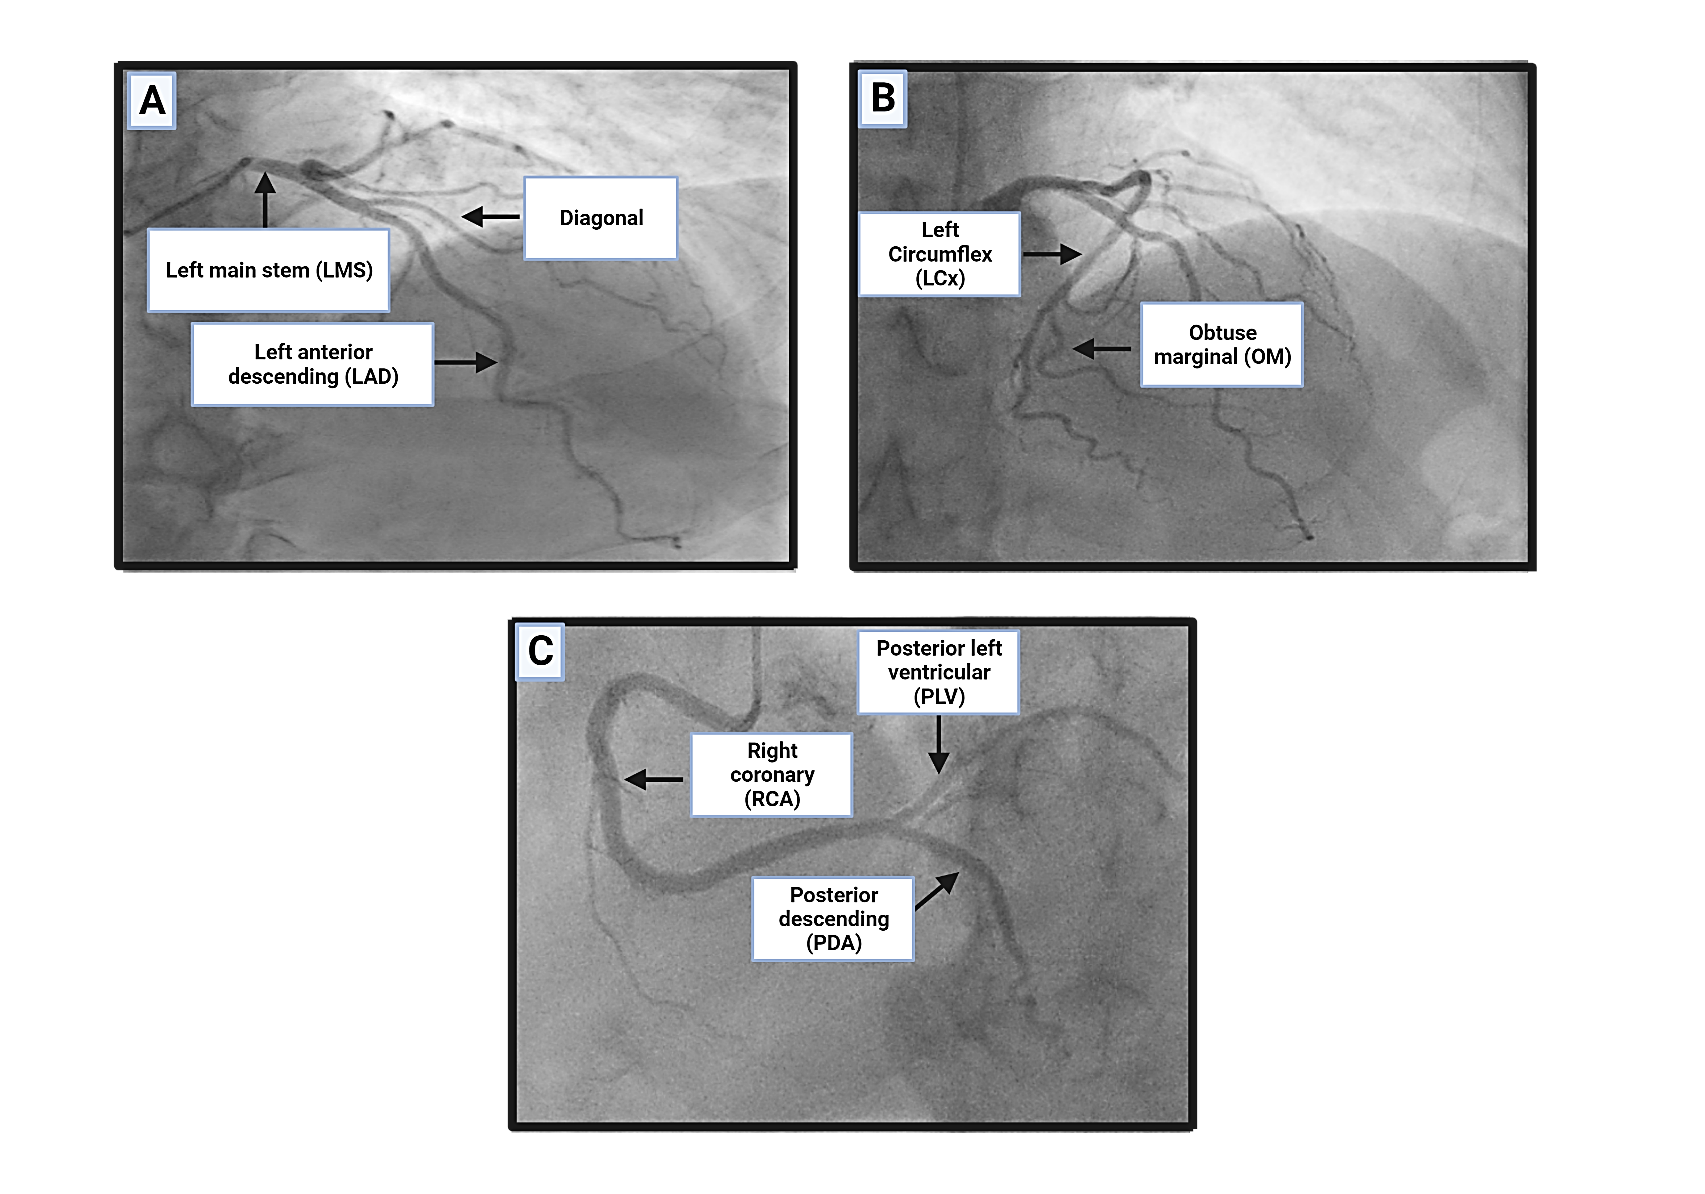 A
Diagonal
Left main stem (LMS)
Left anterior
descending (LAD)
B
Left
Circumflex
(LCx)
Obtuse
marginal (OM)
C
Posterior left
ventricular
(PLV)
Right
coronary
(RCA)
Posterior
descending
(PDA)